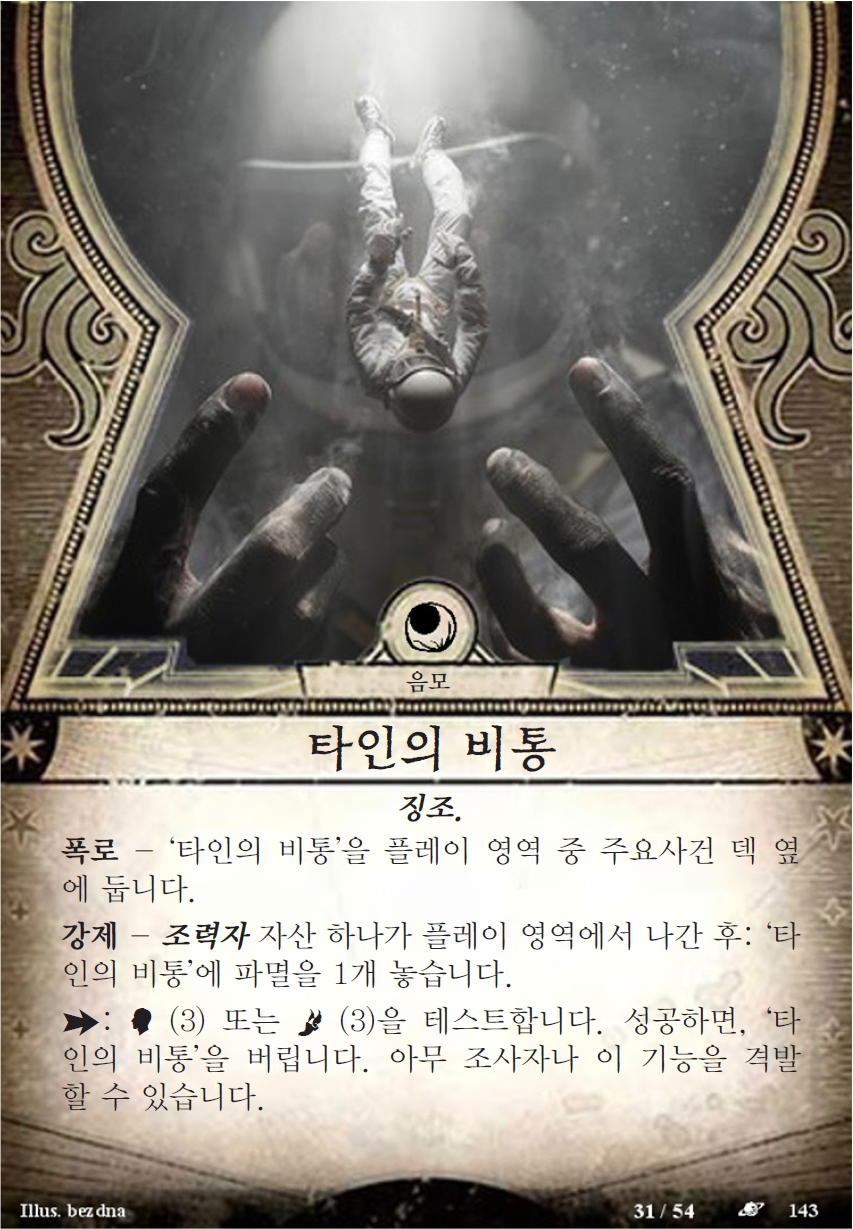 음모
타인의 비통
징조.
폭로 – ‘타인의 비통’을 플레이 영역 중 주요사건 덱 옆
에 둡니다.
강제 – 조력자 자산 하나가 플레이 영역에서 나간 후: ‘타
인의 비통’에 파멸을 1개 놓습니다.
: (3) 또는 (3)을 테스트합니다. 성공하면, ‘타
인의 비통’을 버립니다. 아무 조사자나 이 기능을 격발
할 수 있습니다.
Illus. bezdna
31 / 54
143